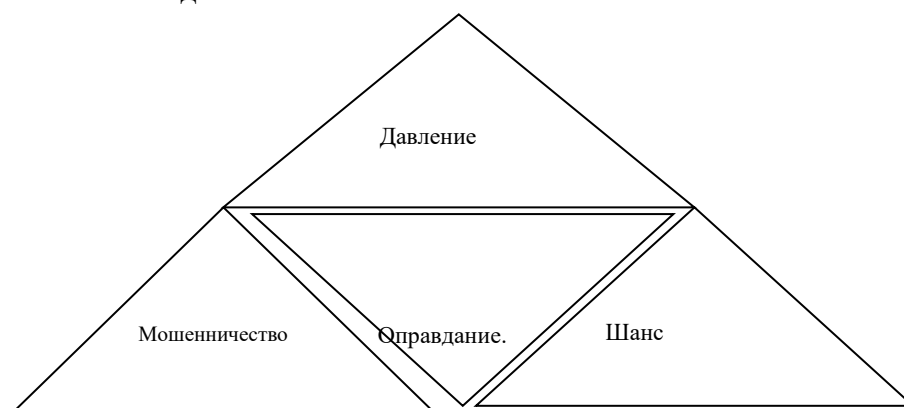 Давление
Мошенничество
Оправдание.
Шанс